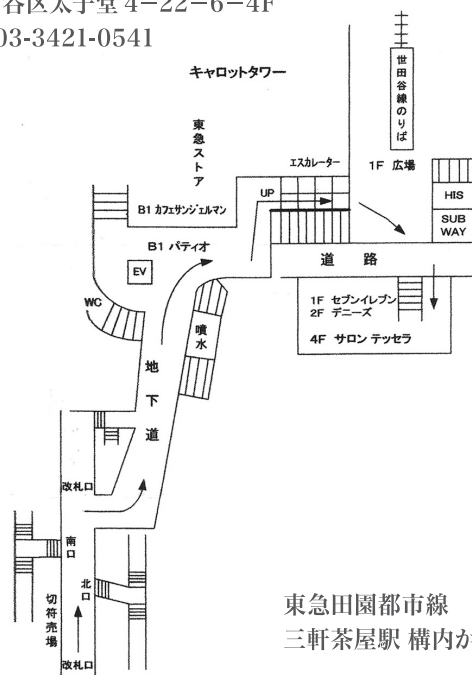 谷区太子堂 4−22−6−4F
03-3421-0541
キャロットタワー
世田谷線のりば
東急ストア
エスカレーター
1F 広場
UP
HIS
B1 カフェサンジェルマン
SUB
WAY
B1 パティオ
道路
EV
WC
1F セブンイレブン
2F デニーズ
噴水
4F サロン テッセラ
地下道
改札口
南口
北口
切符売場
改札口
東急田園都市線
三軒茶屋駅 構内か